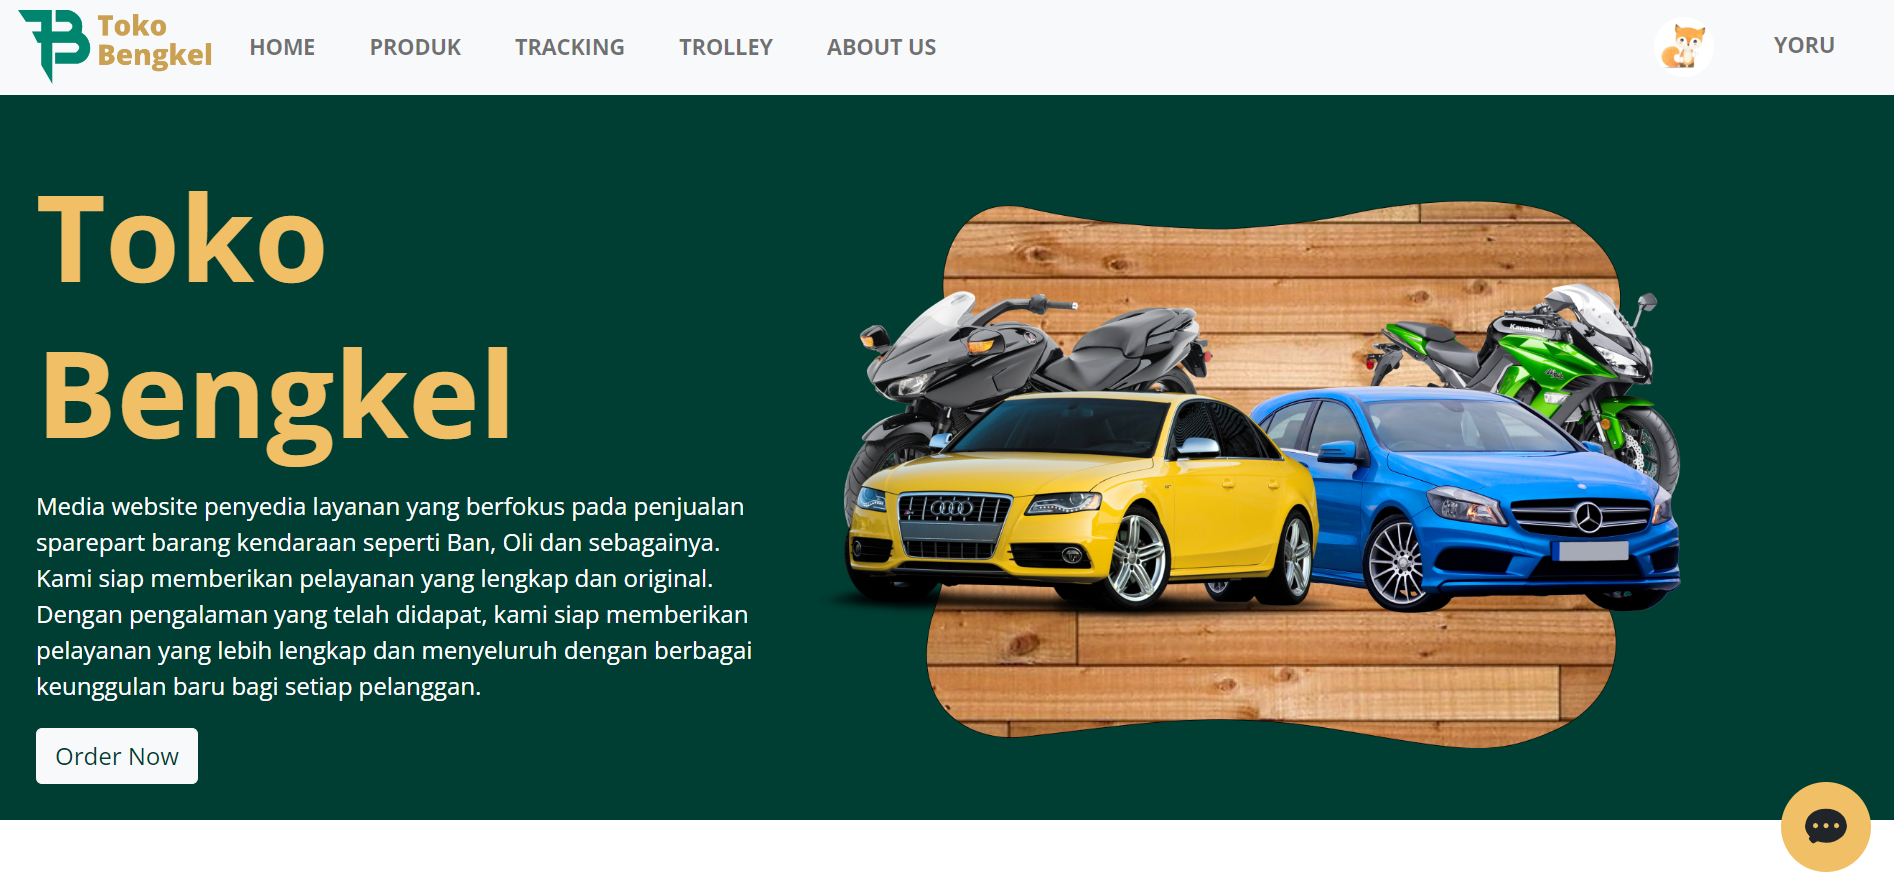 Toko
Bengkel
HOME PRODUK TRACKING TROLLEY ABOUT US YORU
Toko
Bengkel
Media website penyedia layanan yang berfokus pada penjualan
sparepart barang kendaraan seperti Ban, Oli dan sebagainya.
Kami siap memberikan pelayanan yang lengkap dan original.
Dengan pengalaman yang telah didapat, kami siap memberikan
pelayanan yang lebih lengkap dan menyeluruh dengan berbagai
keunggulan baru bagi setiap pelanggan.
Order Now
Kawasaki